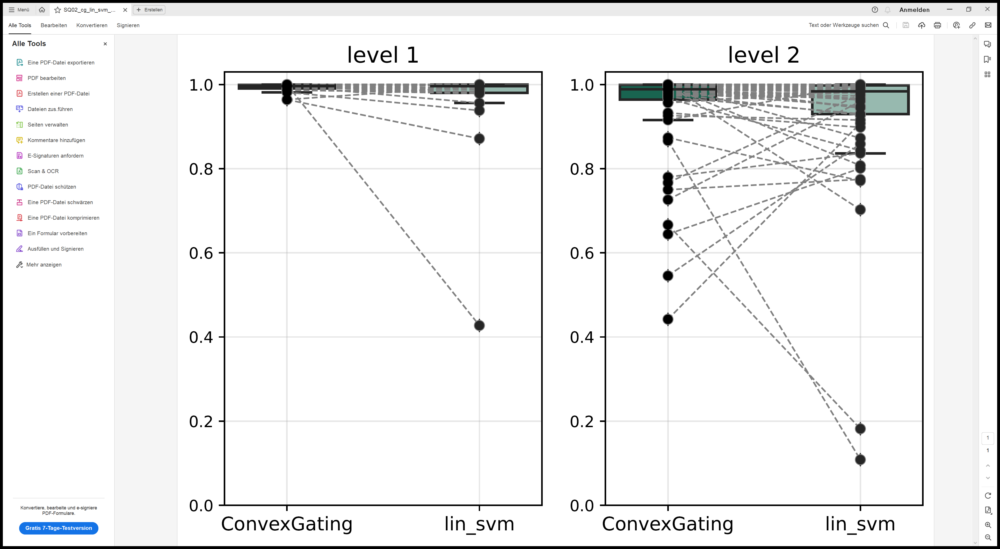 Menü
SQ02_cg_lin_svm_...
Erstellen
Anmelden
Alle Tools
Bearbeiten
Konvertieren
Signieren
Text oder Werkzeuge suchen
Alle Tools
Eine PDF-Datei exportieren
PDF bearbeiten
Erstellen einer PDF-Datei
Dateien zus.führen
Seiten verwalten
Kommentare hinzufügen
E-Signaturen anfordern
Scan & OCR
PDF-Datei schützen
Eine PDF-Datei schwärzen
Eine PDF-Datei komprimieren
Ein Formular vorbereiten
Ausfüllen und Signieren
Mehr anzeigen
Konvertiere, bearbeite und e-signiere
PDF-Formulare.
Gratis 7-Tage-Testversion
level 1
1.0
0.8
0.6
0.4
0.2
0.0
ConvexGating
lin_svm
level 2
1.0
0.8
0.6
0.4
0.2
0.0
ConvexGating
lin_svm
1
1